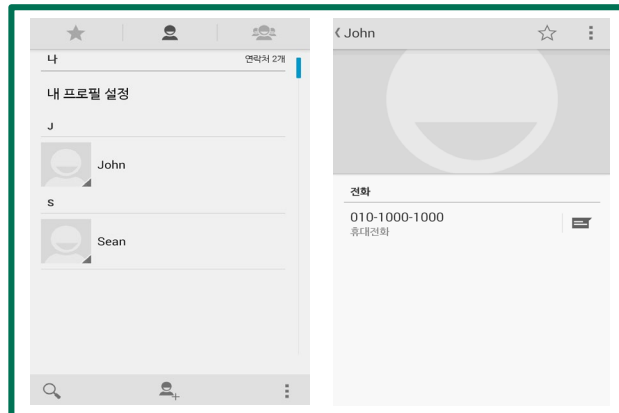 나 연락처 2개
내 프로필 설정
J
John
S
Sean
John
전화
010-1000-1000
휴대전화